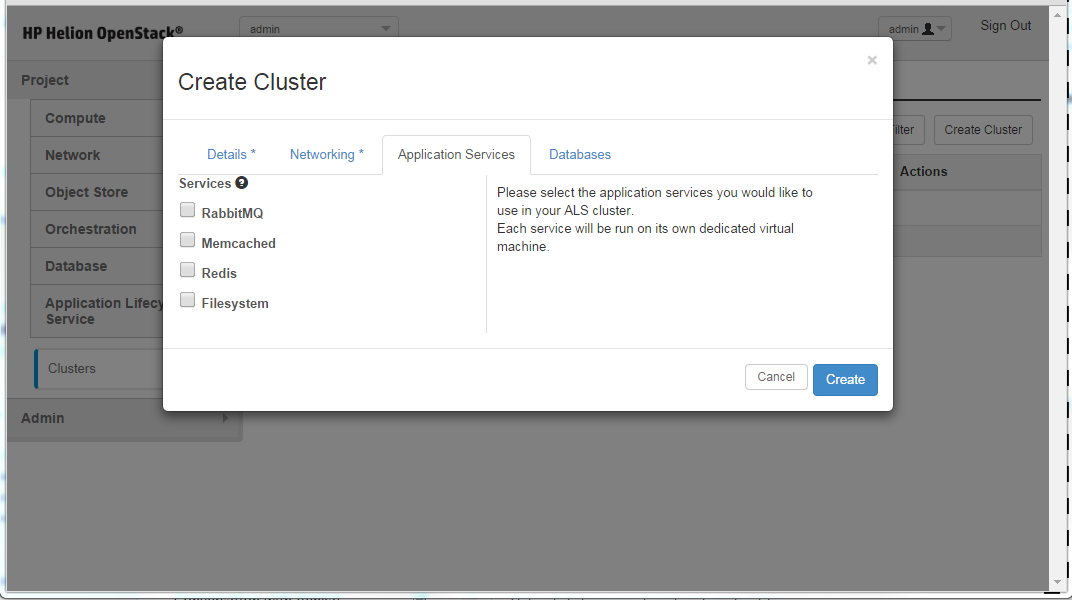 HP Helion OpenStack®
admin
admin
Sign Out
Project
Compute
Network
Object Store
Orchestration
Database
Application Lifecy
Service
Clusters
Admin
Create Cluster
Actions
Create Cluster
×
Details *
Networking *
Application Services
Databases
Services ?
RabbitMQ
Memcached
Redis
Filesystem
Please select the application services you would like to
use in your ALS cluster.
Each service will be run on its own dedicated virtual
machine.
Cancel
Create